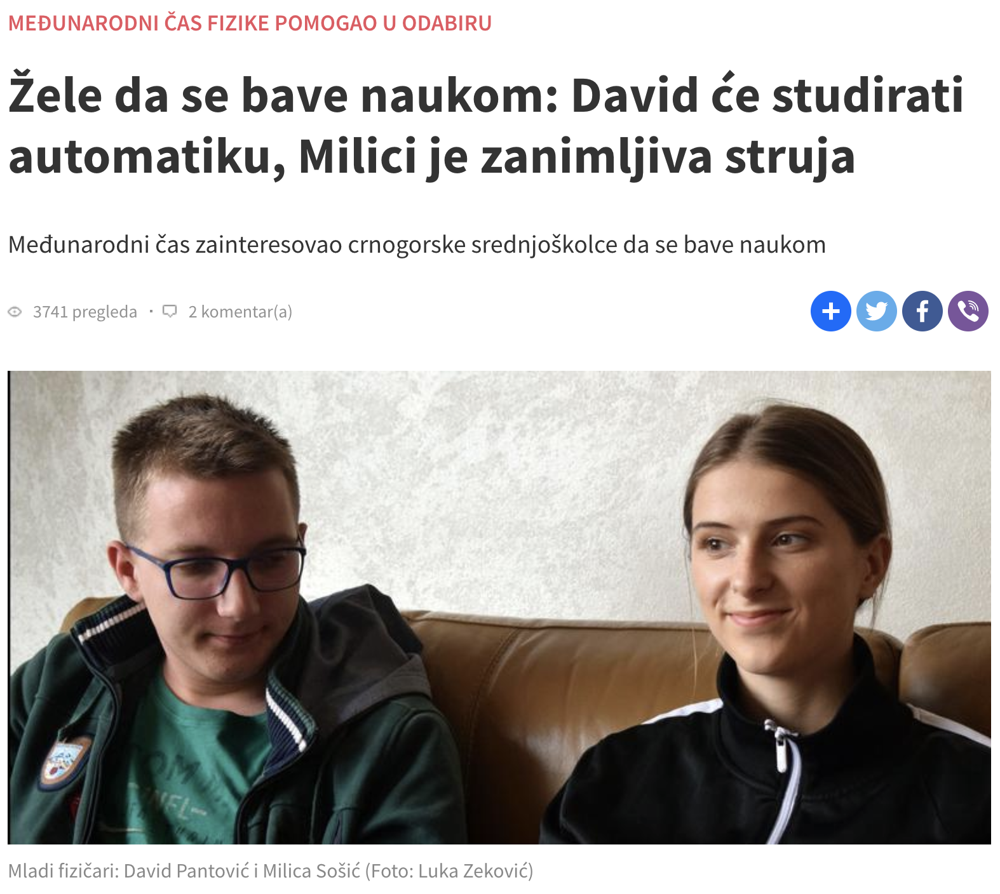 MEĐUNARODNI ČAS FIZIKE POMOGAO U ODABIRU
Žele da se bave naukom: David će studirati
automatiku, Milici je zanimljiva struja
Međunarodni čas zainteresovao crnogorske srednjoškolce da se bave naukom
3741 pregleda · 2 komentar(a)
Mladi fizičari: David Pantović i Milica Sošić (Foto: Luka Zeković)